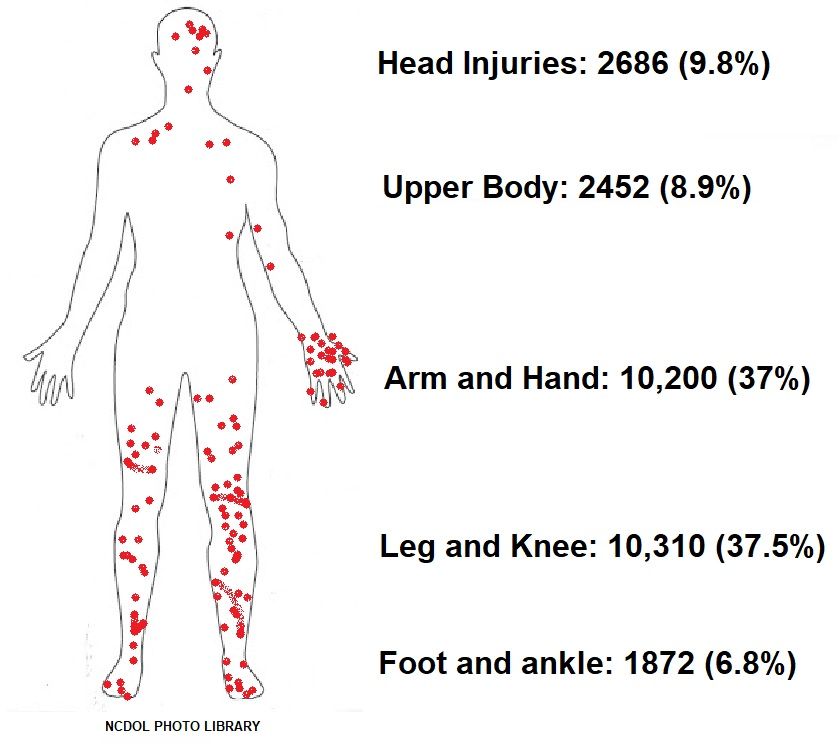 Head Injuries: 2686 (9.8%)
Upper Body: 2452 (8.9%)
Arm and Hand: 10,200 (37%)
Leg and Knee: 10,310 (37.5%)
Foot and ankle: 1872 (6.8%)
NCDOL PHOTO LIBRARY